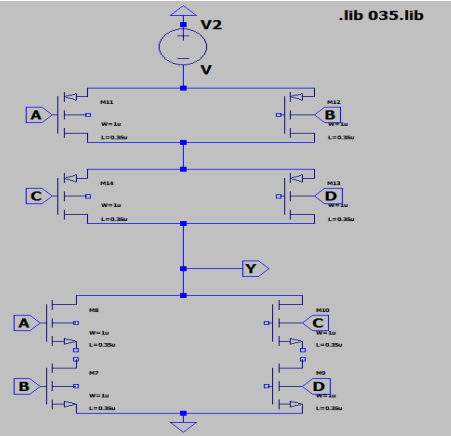 .lib 035.lib
V2
V
M11
M12
A
B
W=1u
W=1u
L=0.35u
L=0.35u
M14
M13
C
D
W=1u
W=1u
L=0.35u
L=0.35u
Y
M8
M10
A
C
W=1u
W=1u
L=0.35u
L=0.35u
M7
M9
B
D
W=1u
W=1u
L=0.35u
L=0.35u